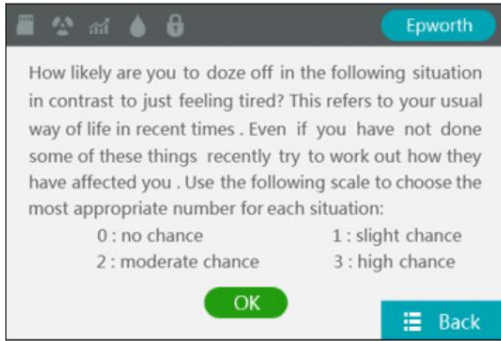 Epworth
How likely are you to doze off in the following situation
in contrast to just feeling tired? This refers to your usual
way of life in recent times . Even if you have not done
some of these things recently try to work out how they
have affected you . Use the following scale to choose the
most appropriate number for each situation:
0 : no chance 1 : slight chance
2 : moderate chance 3 : high chance
OK
Back